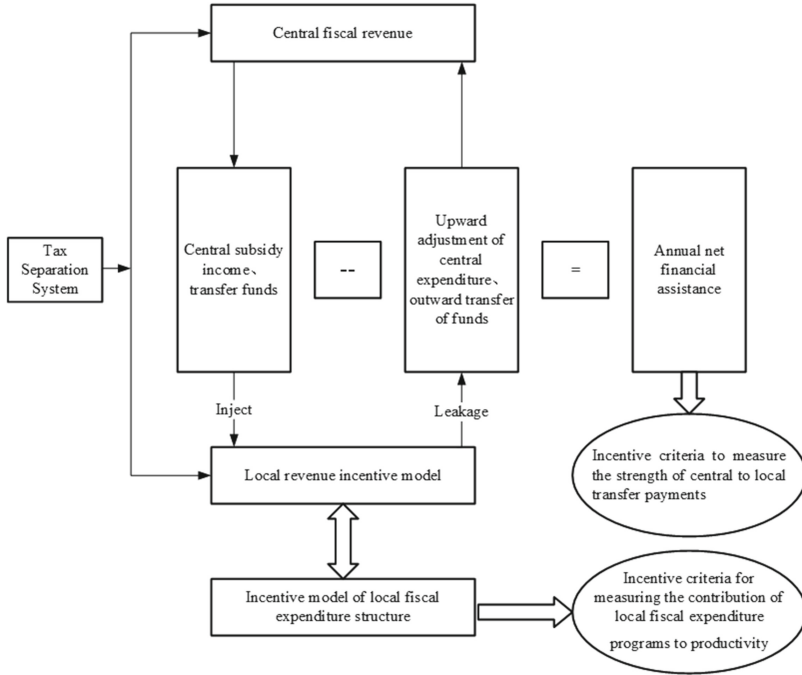 Central fiscal revenue
Tax
Separation
System
Central subsidy
income、
transfer funds
--
Upward
adjustment of
central
expenditure、
outward transfer
of funds
=
Annual net
financial
assistance
Inject
Leakage
Local revenue incentive model
Incentive criteria to measure
the strength of central to local
transfer payments
Incentive model of local fiscal
expenditure structure
Incentive criteria for
measuring the contribution of
local fiscal expenditure
programs to productivity